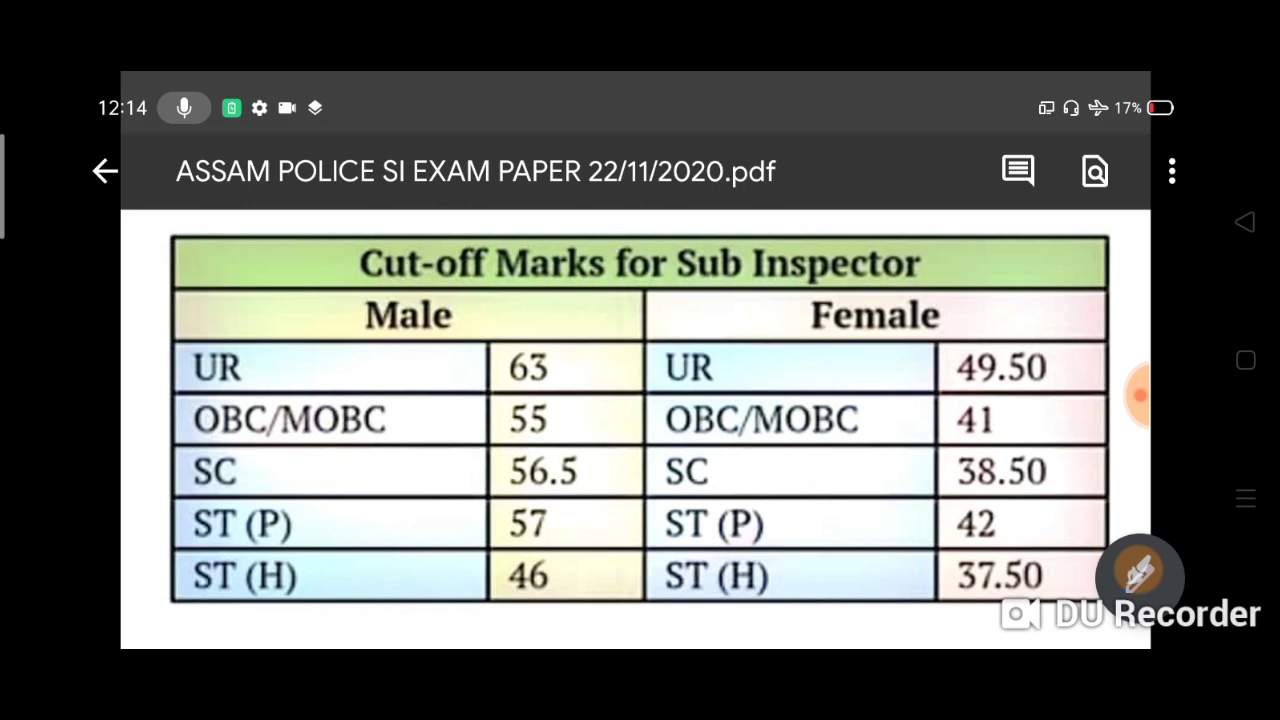 12:14
17%
ASSAM POLICE SI EXAM PAPER 22/11/2020.pdf
Cut-off Marks for Sub Inspector
Male Female
UR 63 UR 49.50
OBC/MOBC 55 OBC/MOBC 41
SC 56.5 SC 38.50
ST (P) 57 ST (P) 42
ST (H) 46 ST (H) 37.50
DU Recorder